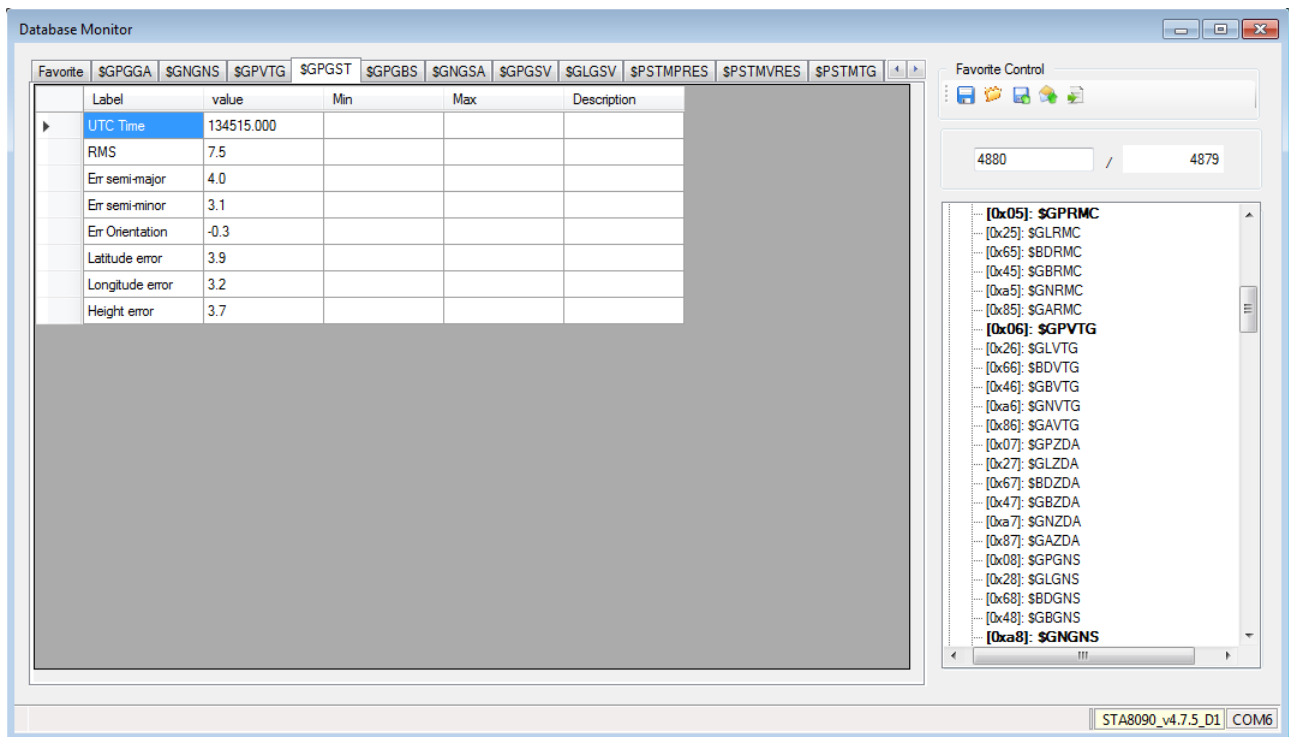 Database Monitor
Favorite $GPGGA $GNGNS $GPVTG $GPGST $GPGBS $GNGSA $GPGSV $GLGSV $PSTMPRES $PSTMVRES $PSTMTG
Label value Min Max Description
UTC Time 134515.000
RMS 7.5
Err semi-major 4.0
Err semi-minor 3.1
Err Orientation -0.3
Latitude error 3.9
Longitude error 3.2
Height error 3.7
Favorite Control
4880 / 4879
[0x05]: $GPRMC
[0x25]: $GLRMC
[0x65]: $BDRMC
[0x45]: $GBRMC
[0xa5]: $GNRMC
[0x85]: $GARMC
[0x06]: $GPVTG
[0x26]: $GLVTG
[0x66]: $BDVTG
[0x46]: $GBVTG
[0xa6]: $GNVTG
[0x86]: $GAVTG
[0x07]: $GPZDA
[0x27]: $GLZDA
[0x67]: $BDZDA
[0x47]: $GBZDA
[0xa7]: $GNZDA
[0x87]: $GAZDA
[0x08]: $GPGNS
[0x28]: $GLGNS
[0x68]: $BDGNS
[0x48]: $GBGNS
[0xa8]: $GNGNS
STA8090_v4.7.5_D1 COM6